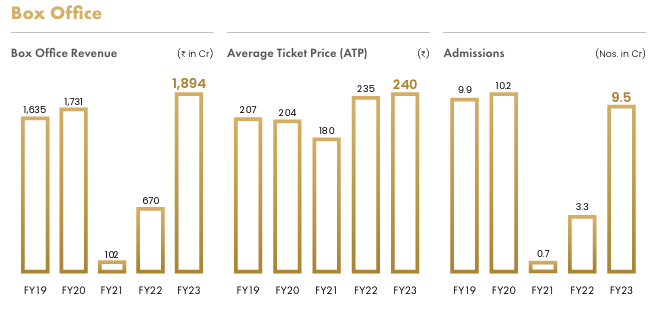 Box Office
Box Office Revenue (₹ in Cr)
1,635
1,731
102
670
1,894
FY19 FY20 FY21 FY22 FY23
Average Ticket Price (ATP) (₹)
207
204
180
235
240
FY19 FY20 FY21 FY22 FY23
Admissions (Nos. in Cr)
9.9
10.2
0.7
3.3
9.5
FY19 FY20 FY21 FY22 FY23